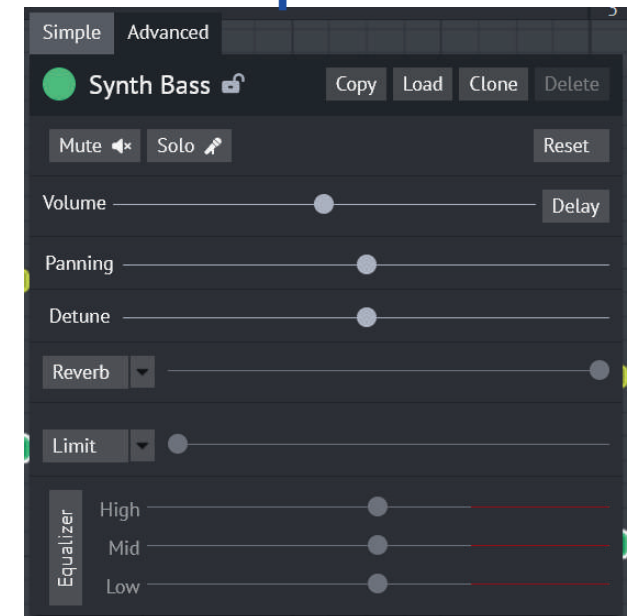 Simple Advanced
Synth Bass Copy Load Clone Delete
Mute Solo Reset
Volume Delay
Panning
Detune
Reverb
Limit
Equalizer
High
Mid
Low